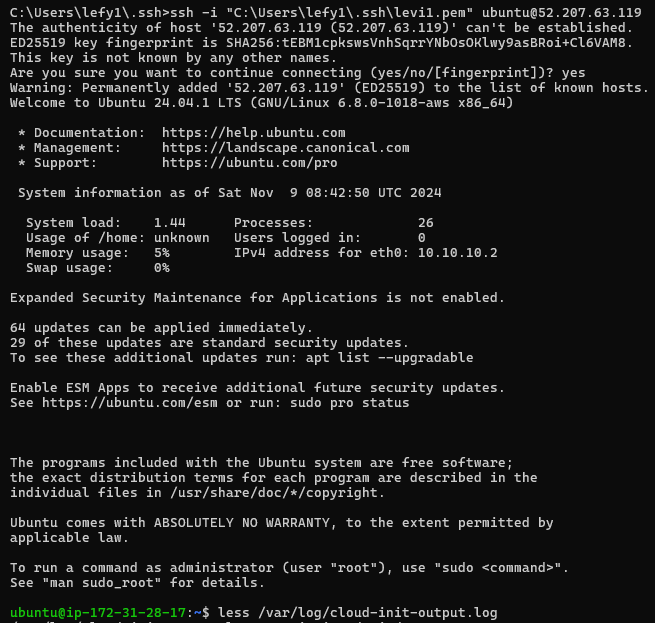 C:\Users\lefy1\.ssh>ssh -i "C:\Users\lefy1\.ssh\levi1.pem" ubuntu@52.207.63.119
The authenticity of host '52.207.63.119 (52.207.63.119)' can't be established.
ED25519 key fingerprint is SHA256:tEBM1cpkswsVnhSqrrYNbOsOKlwy9asBRoi+Cl6VAM8.
This key is not known by any other names.
Are you sure you want to continue connecting (yes/no/[fingerprint])? yes
Warning: Permanently added '52.207.63.119' (ED25519) to the list of known hosts.
Welcome to Ubuntu 24.04.1 LTS (GNU/Linux 6.8.0-1018-aws x86_64)
* Documentation:  https://help.ubuntu.com
* Management:     https://landscape.canonical.com
* Support:        https://ubuntu.com/pro
System information as of Sat Nov  9 08:42:50 UTC 2024
System load:    1.44      Processes:             26
Usage of /home: unknown   Users logged in:       0
Memory usage:   5%        IPv4 address for eth0: 10.10.10.2
Swap usage:     0%
Expanded Security Maintenance for Applications is not enabled.
64 updates can be applied immediately.
29 of these updates are standard security updates.
To see these additional updates run: apt list --upgradable
Enable ESM Apps to receive additional future security updates.
See https://ubuntu.com/esm or run: sudo pro status
The programs included with the Ubuntu system are free software;
the exact distribution terms for each program are described in the
individual files in /usr/share/doc/*/copyright.
Ubuntu comes with ABSOLUTELY NO WARRANTY, to the extent permitted by
applicable law.
To run a command as administrator (user "root"), use "sudo <command>".
See "man sudo_root" for details.
ubuntu@ip-172-31-28-17:~$ less /var/log/cloud-init-output.log